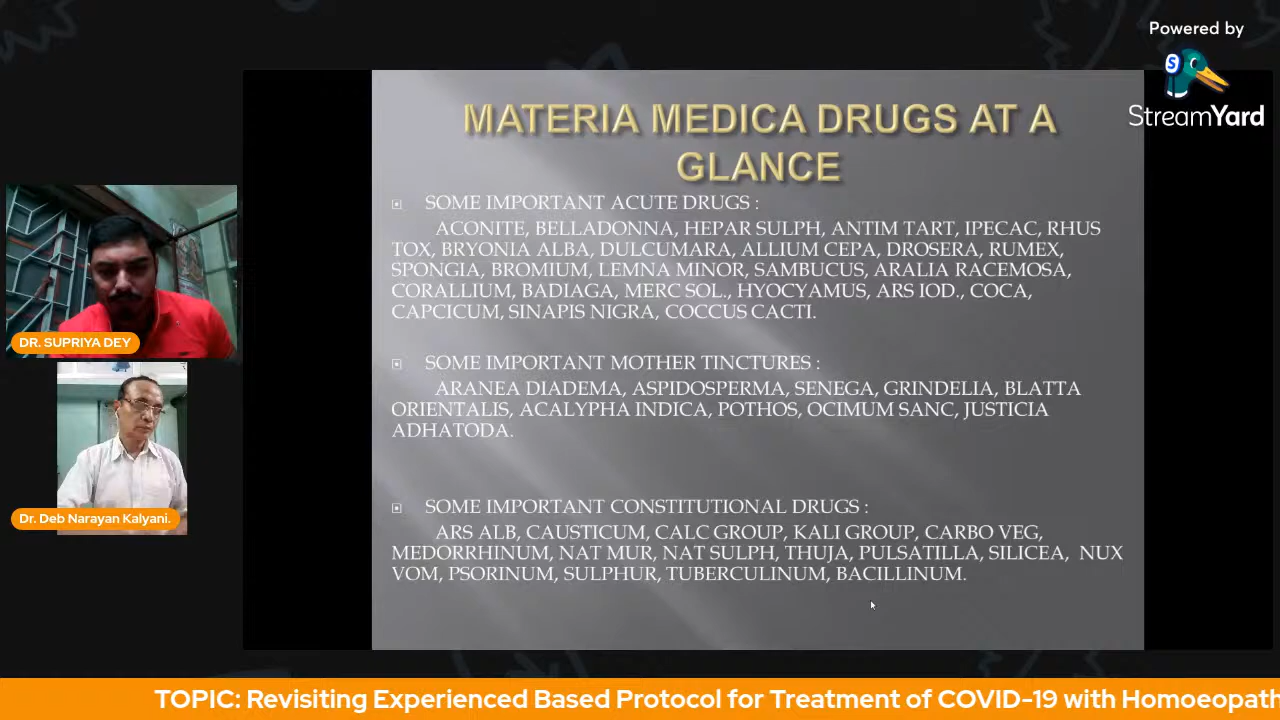 Powered by
StreamYard
MATERIA MEDICA DRUGS AT A
GLANCE
SOME IMPORTANT ACUTE DRUGS :
ACONITE, BELLADONNA, HEPAR SULPH, ANTIM TART, IPECAC, RHUS
TOX, BRYONIA ALBA, DULCUMARA, ALLIUM CEPA, DROSERA, RUMEX,
SPONGIA, BROMIUM, LEMNA MINOR, SAMBUCUS, ARALIA RACEMOSA,
CORALLIUM, BADIAGA, MERC SOL., HYOCYAMUS, ARS IOD., COCA,
CAPCICUM, SINAPIS NIGRA, COCCUS CACTI.
SOME IMPORTANT MOTHER TINCTURES :
ARANEA DIADEMA, ASPIDOSPERMA, SENEGA, GRINDELIA, BLATTA
ORIENTALIS, ACALYPHA INDICA, POTHOS, OCIMUM SANC, JUSTICIA
ADHATODA.
SOME IMPORTANT CONSTITUTIONAL DRUGS :
ARS ALB, CAUSTICUM, CALC GROUP, KALI GROUP, CARBO VEG,
MEDORRHINUM, NAT MUR, NAT SULPH, THUJA, PULSATILLA, SILICEA, NUX
VOM, PSORINUM, SULPHUR, TUBERCULINUM, BACILLINUM.
DR. SUPRIYA DEY
Dr. Deb Narayan Kalyani.
TOPIC: Revisiting Experienced Based Protocol for Treatment of COVID-19 with Homoeopath